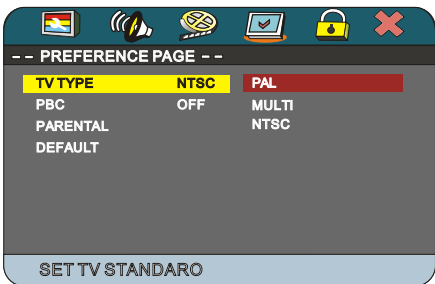 -- PREFERENCE PAGE --
TV TYPE NTSC PAL
PBC OFF MULTI
PARENTAL NTSC
DEFAULT
SET TV STANDARO